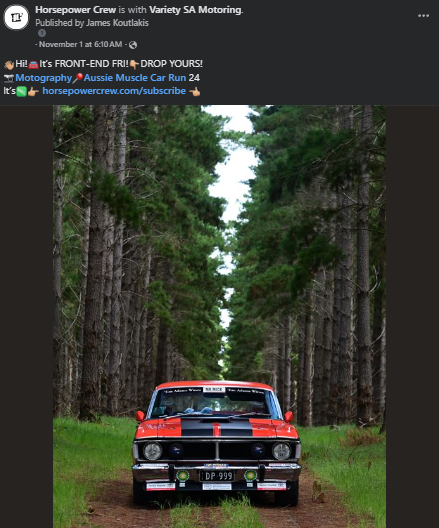 Horsepower Crew is with Variety SA Motoring.
Published by James Koutlakis
· November 1 at 6:10 AM ·
👋Hi!🚘It's FRONT-END FRI!👇DROP YOURS!
📷Motography📍Aussie Muscle Car Run 24
It's💸👉 horsepowercrew.com/subscribe 👈
DP 999